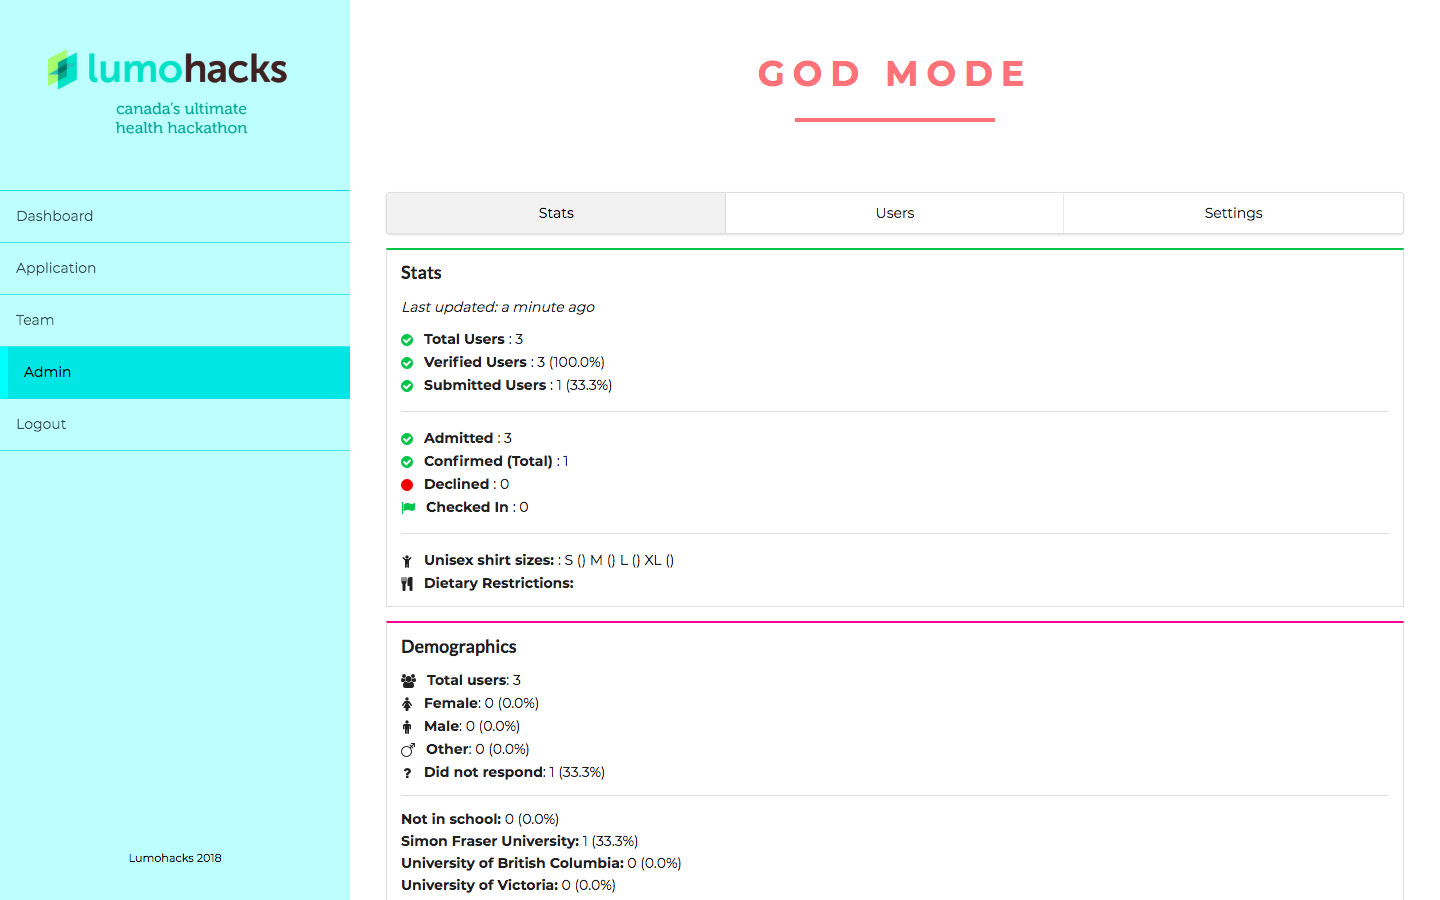 lumohacks
canada's ultimate
health hackathon
Dashboard
Application
Team
Admin
Logout
Lumohacks 2018
GOD MODE
Stats
Users
Settings
Stats
Last updated: a minute ago
Total Users : 3
Verified Users : 3 (100.0%)
Submitted Users : 1 (33.3%)
Admitted : 3
Confirmed (Total) : 1
Declined : 0
Checked In : 0
Unisex shirt sizes: : S () M () L () XL ()
Dietary Restrictions:
Demographics
Total users: 3
Female: 0 (0.0%)
Male: 0 (0.0%)
Other: 0 (0.0%)
Did not respond: 1 (33.3%)
Not in school: 0 (0.0%)
Simon Fraser University: 1 (33.3%)
University of British Columbia: 0 (0.0%)
University of Victoria: 0 (0.0%)